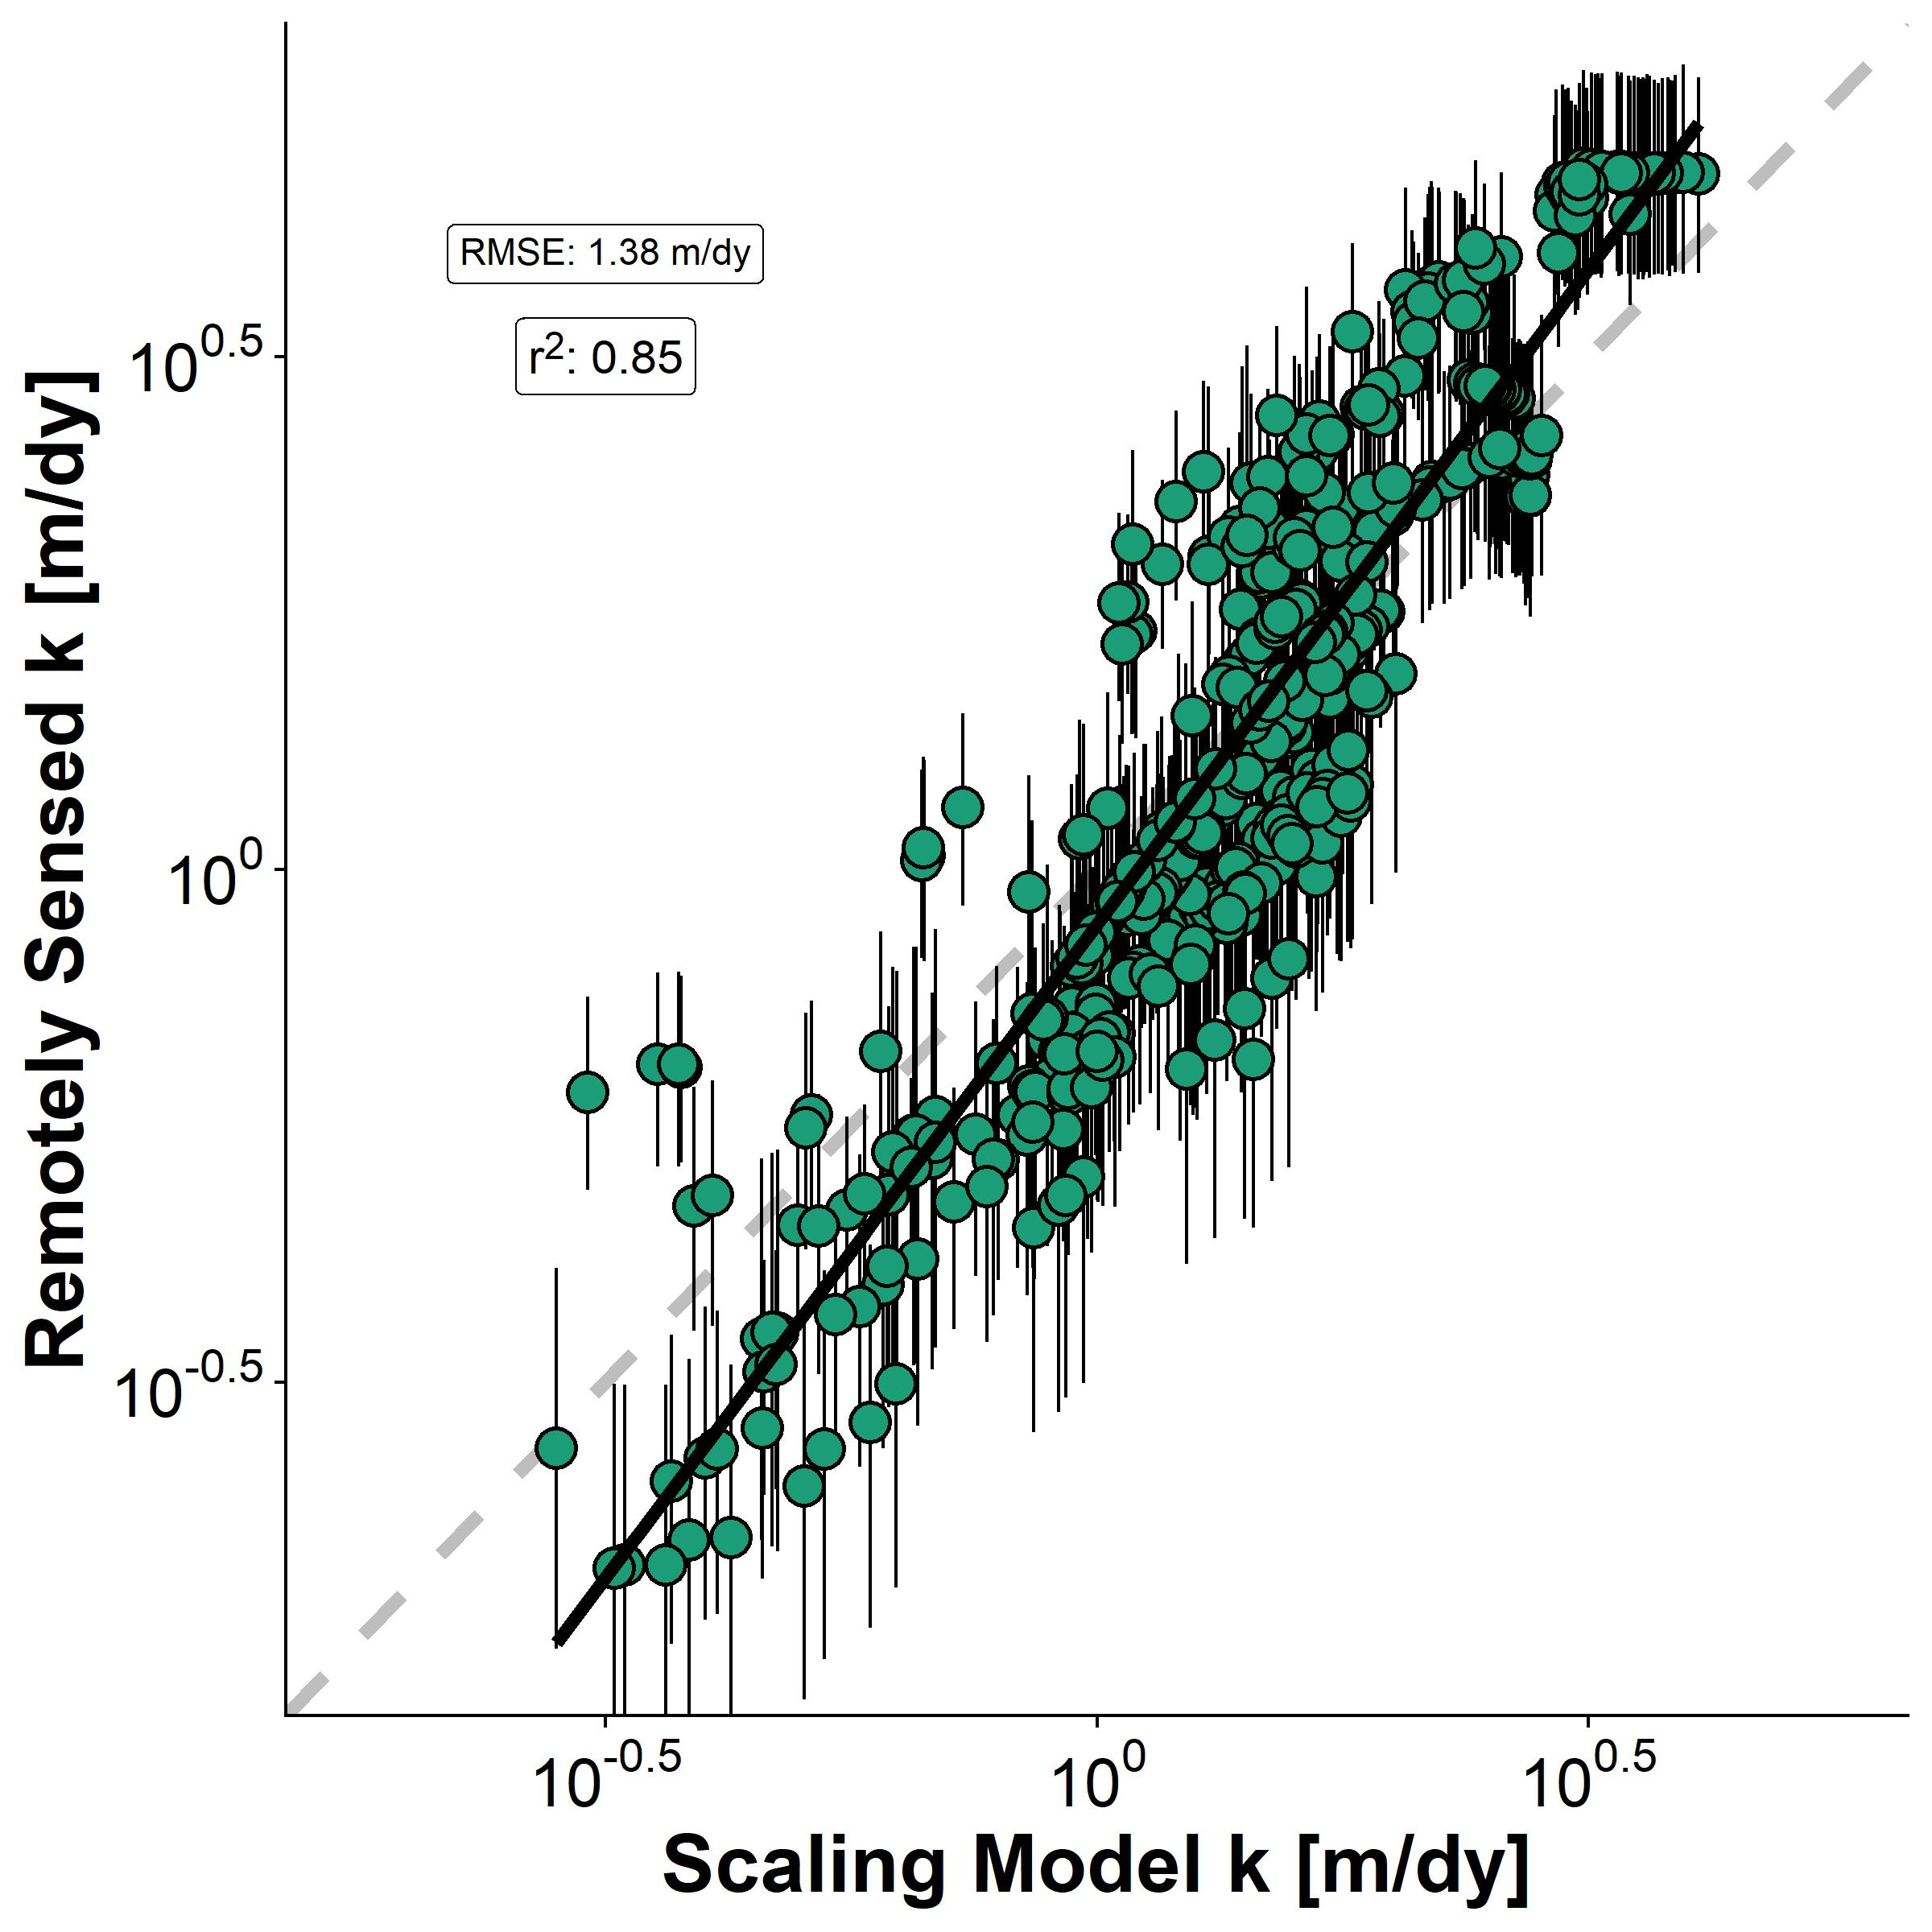 RMSE: 1.38 m/dy
r²: 0.85
Remotely Sensed k [m/dy]
10^0.5
10^0
10^-0.5
10^-0.5 10^0 10^0.5
Scaling Model k [m/dy]